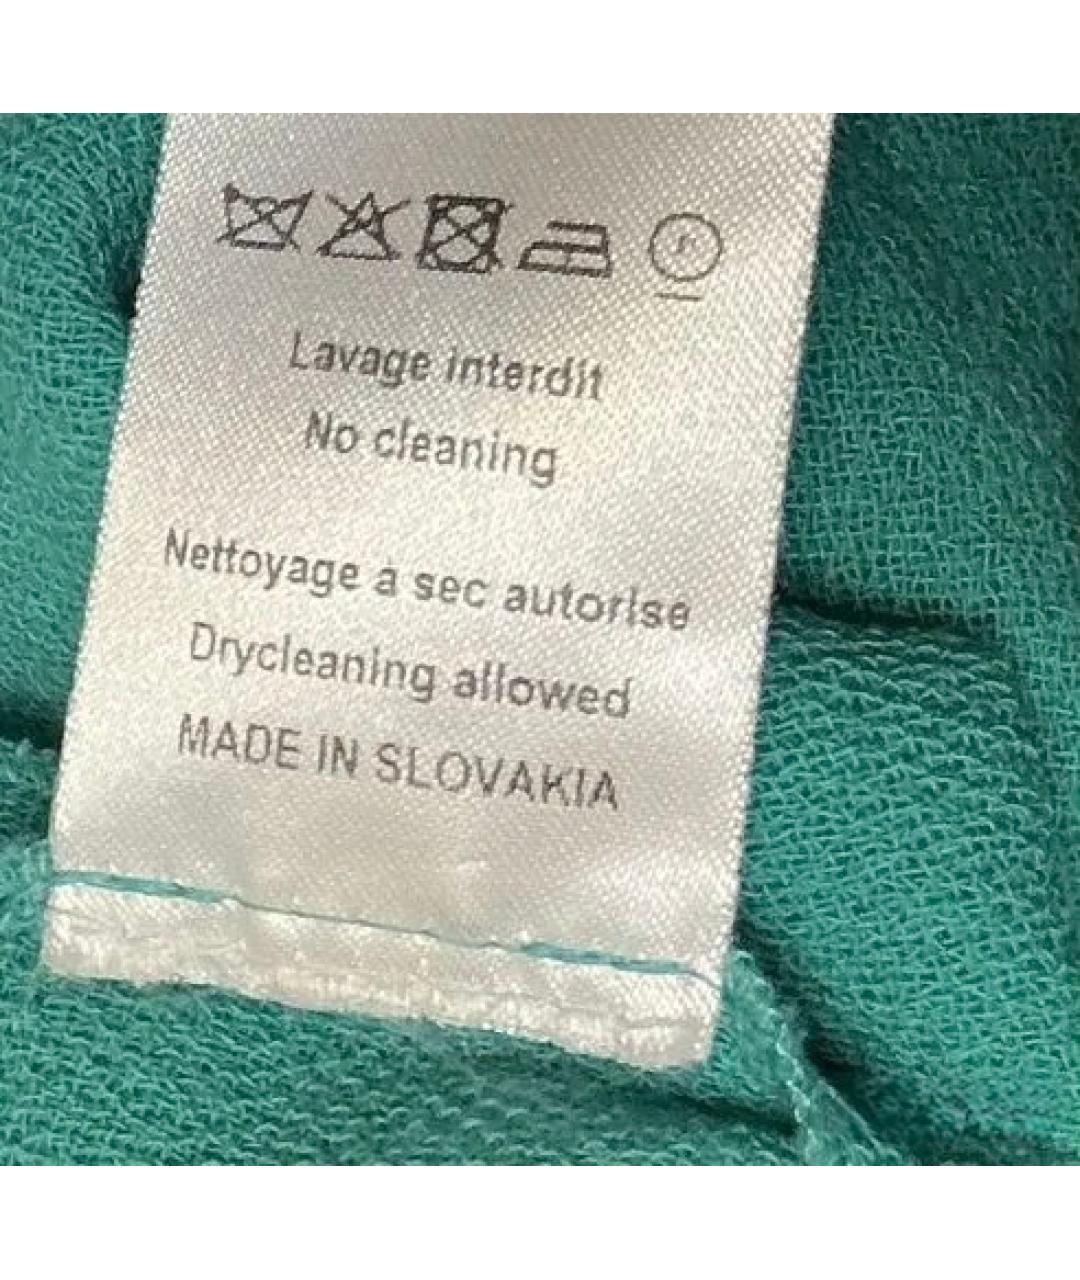 Lavage interdit
No cleaning
Nettoyage à sec autorise
Drycleaning allowed
MADE IN SLOVAKIA